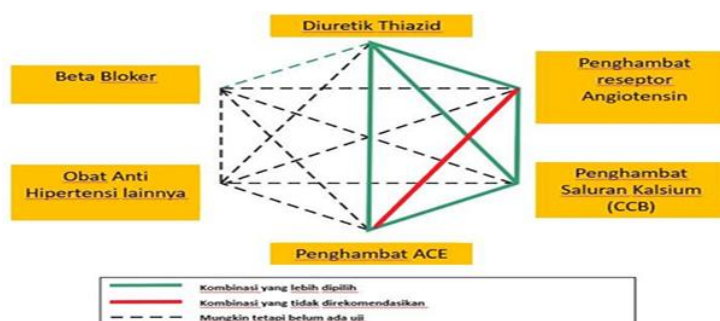 Diuretik Thiazid
Beta Bloker
Penghambat
reseptor
Angiotensin
Obat Anti
Hipertensi lainnya
Penghambat
Saluran Kalsium
(CCB)
Penghambat ACE
Kombinasi yang lebih dipilih
Kombinasi yang tidak direkomendasikan
Mungkin tetapi belum ada uji